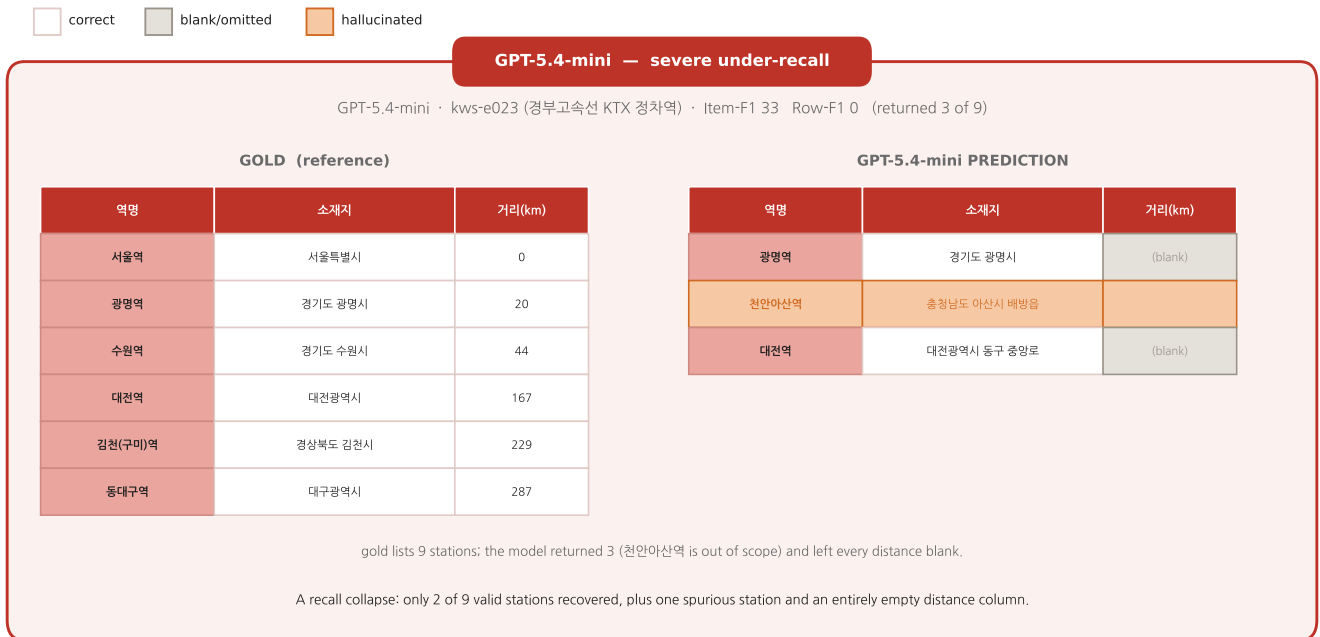 correct blank/omitted hallucinated
GPT-5.4-mini — severe under-recall
GPT-5.4-mini · kws-e023 (경부고속선 KTX 정차역) · Item-F1 33 Row-F1 0 (returned 3 of 9)
GOLD (reference)
역명 소재지 거리(km)
서울역 서울특별시 0
광명역 경기도 광명시 20
수원역 경기도 수원시 44
대전역 대전광역시 167
김천(구미)역 경상북도 김천시 229
동대구역 대구광역시 287
GPT-5.4-mini PREDICTION
역명 소재지 거리(km)
광명역 경기도 광명시 (blank)
천안아산역 충청남도 아산시 배방읍
대전역 대전광역시 동구 중앙로 (blank)
gold lists 9 stations; the model returned 3 (천안아산역 is out of scope) and left every distance blank.
A recall collapse: only 2 of 9 valid stations recovered, plus one spurious station and an entirely empty distance column.